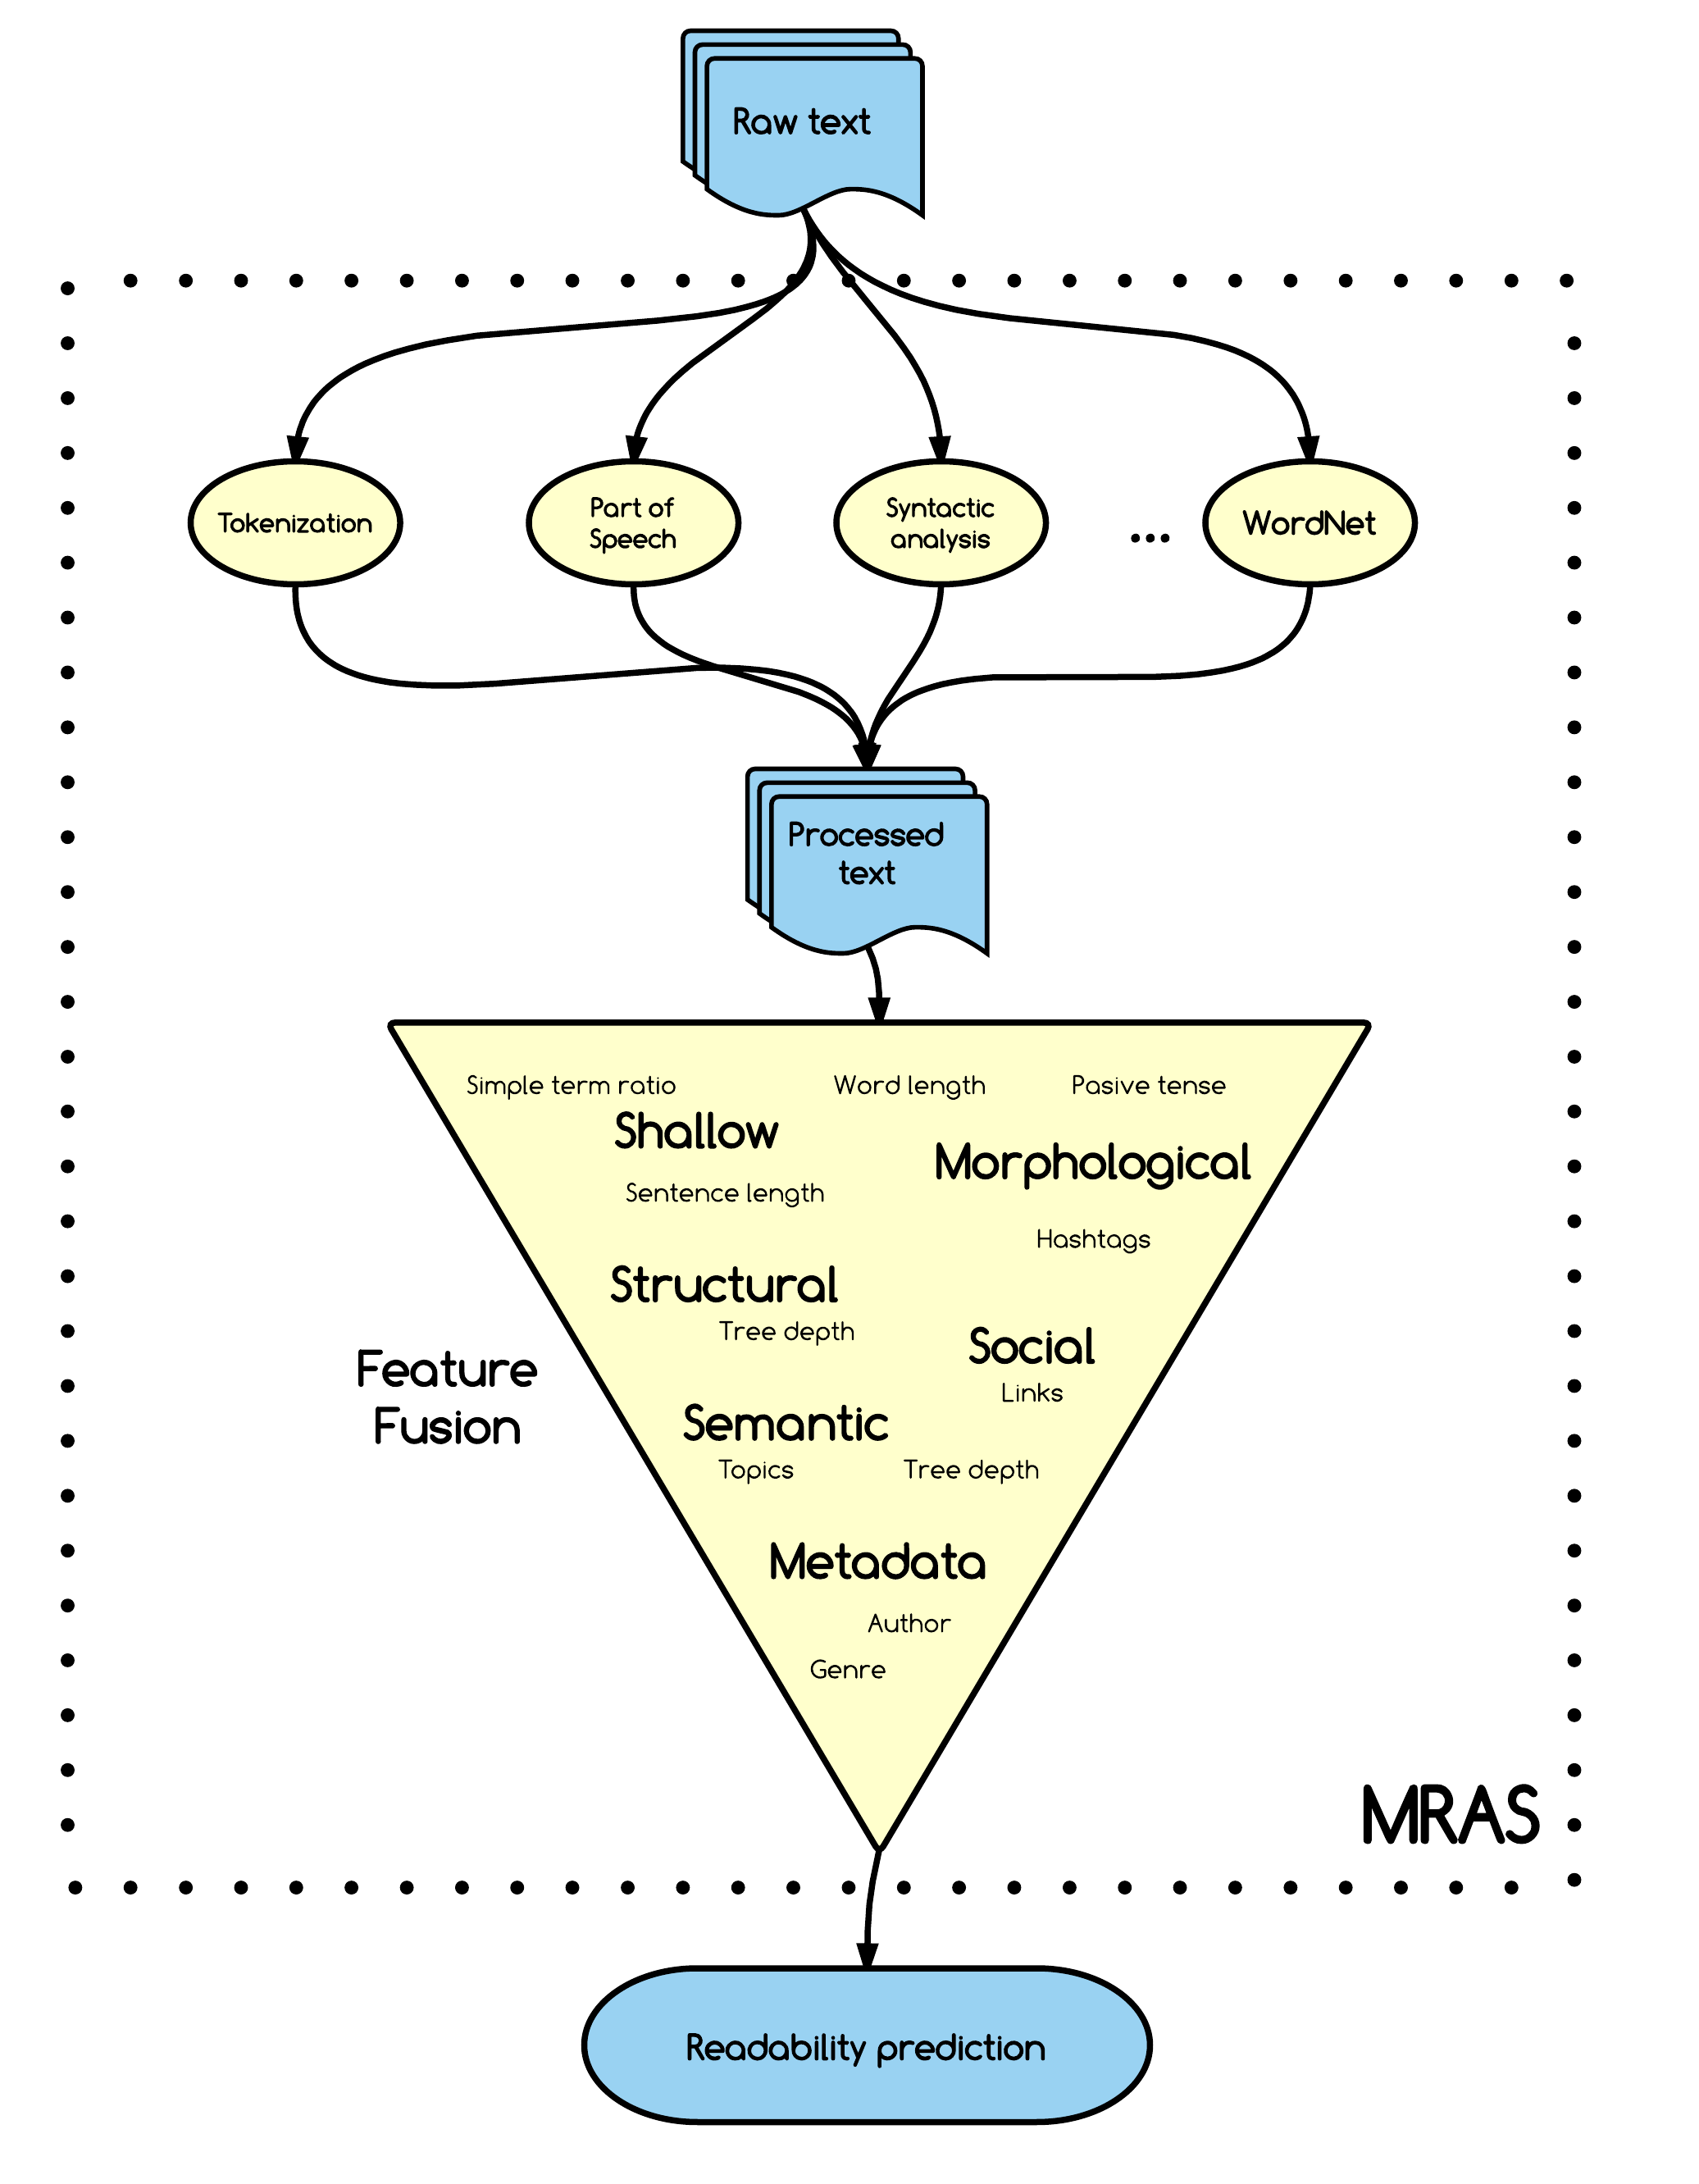 Raw text
Tokenization
Part of
Speech
Syntactic
analysis
...
WordNet
Processed
text
Simple term ratio
Word length
Pasive tense
Shallow
Morphological
Sentence length
Hashtags
Structural
Tree depth
Social
Links
Feature
Fusion
Semantic
Topics
Tree depth
Metadata
Author
Genre
MRAS
Readability prediction